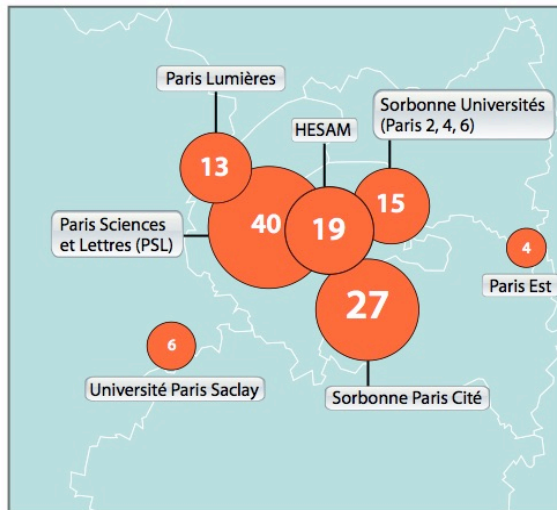 Paris Lumières
HESAM
Sorbonne Universités
(Paris 2, 4, 6)
13
40
19
15
Paris Sciences
et Lettres (PSL)
4
Paris Est
27
6
Université Paris Saclay
Sorbonne Paris Cité